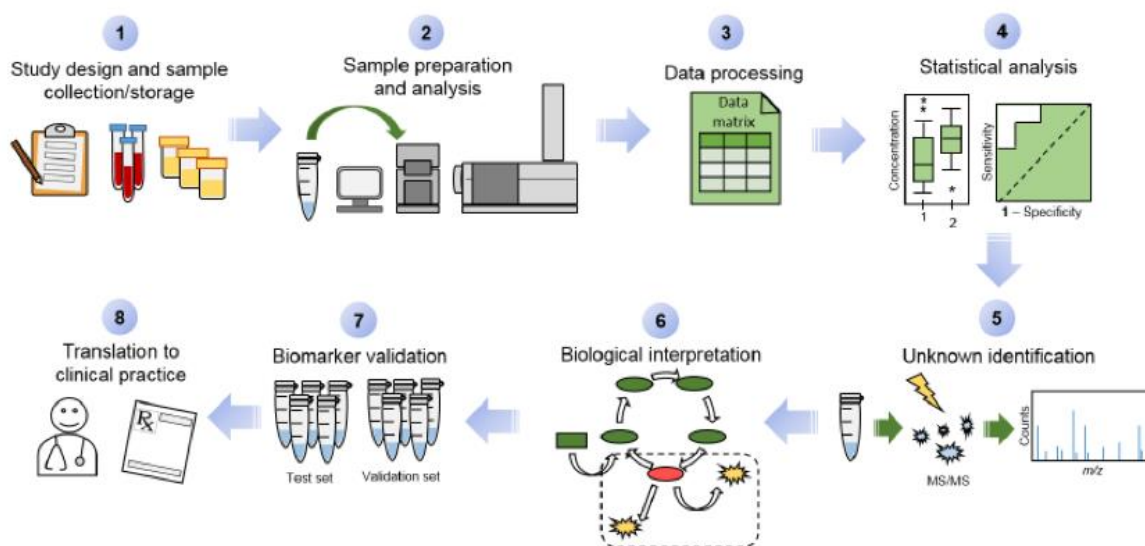 1
Study design and sample
collection/storage
2
Sample preparation
and analysis
3
Data processing
Data
matrix
4
Statistical analysis
Concentration
* *
*
1
2
Sensitivity
1 – Specificity
5
Unknown identification
MS/MS
Counts
m/z
6
Biological interpretation
7
Biomarker validation
Test set
Validation set
8
Translation to
clinical practice
Rx